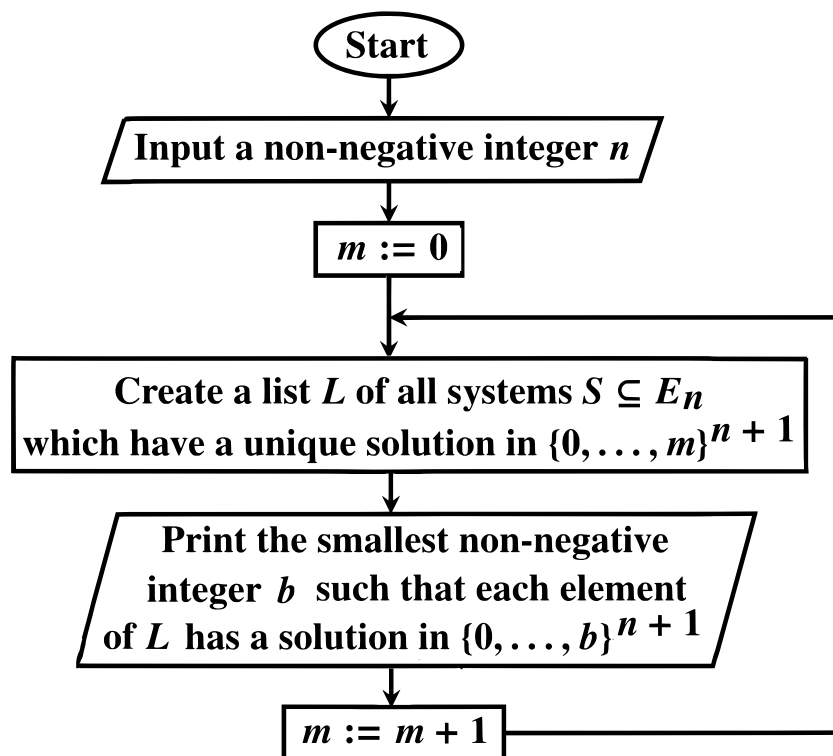 Start
Input a non-negative integer n
m := 0
Create a list L of all systems S ⊆ Eₙ
which have a unique solution in {0, . . . , m}ⁿ ⁺ ¹
Print the smallest non-negative
integer b such that each element
of L has a solution in {0, . . . , b}ⁿ ⁺ ¹
m := m + 1